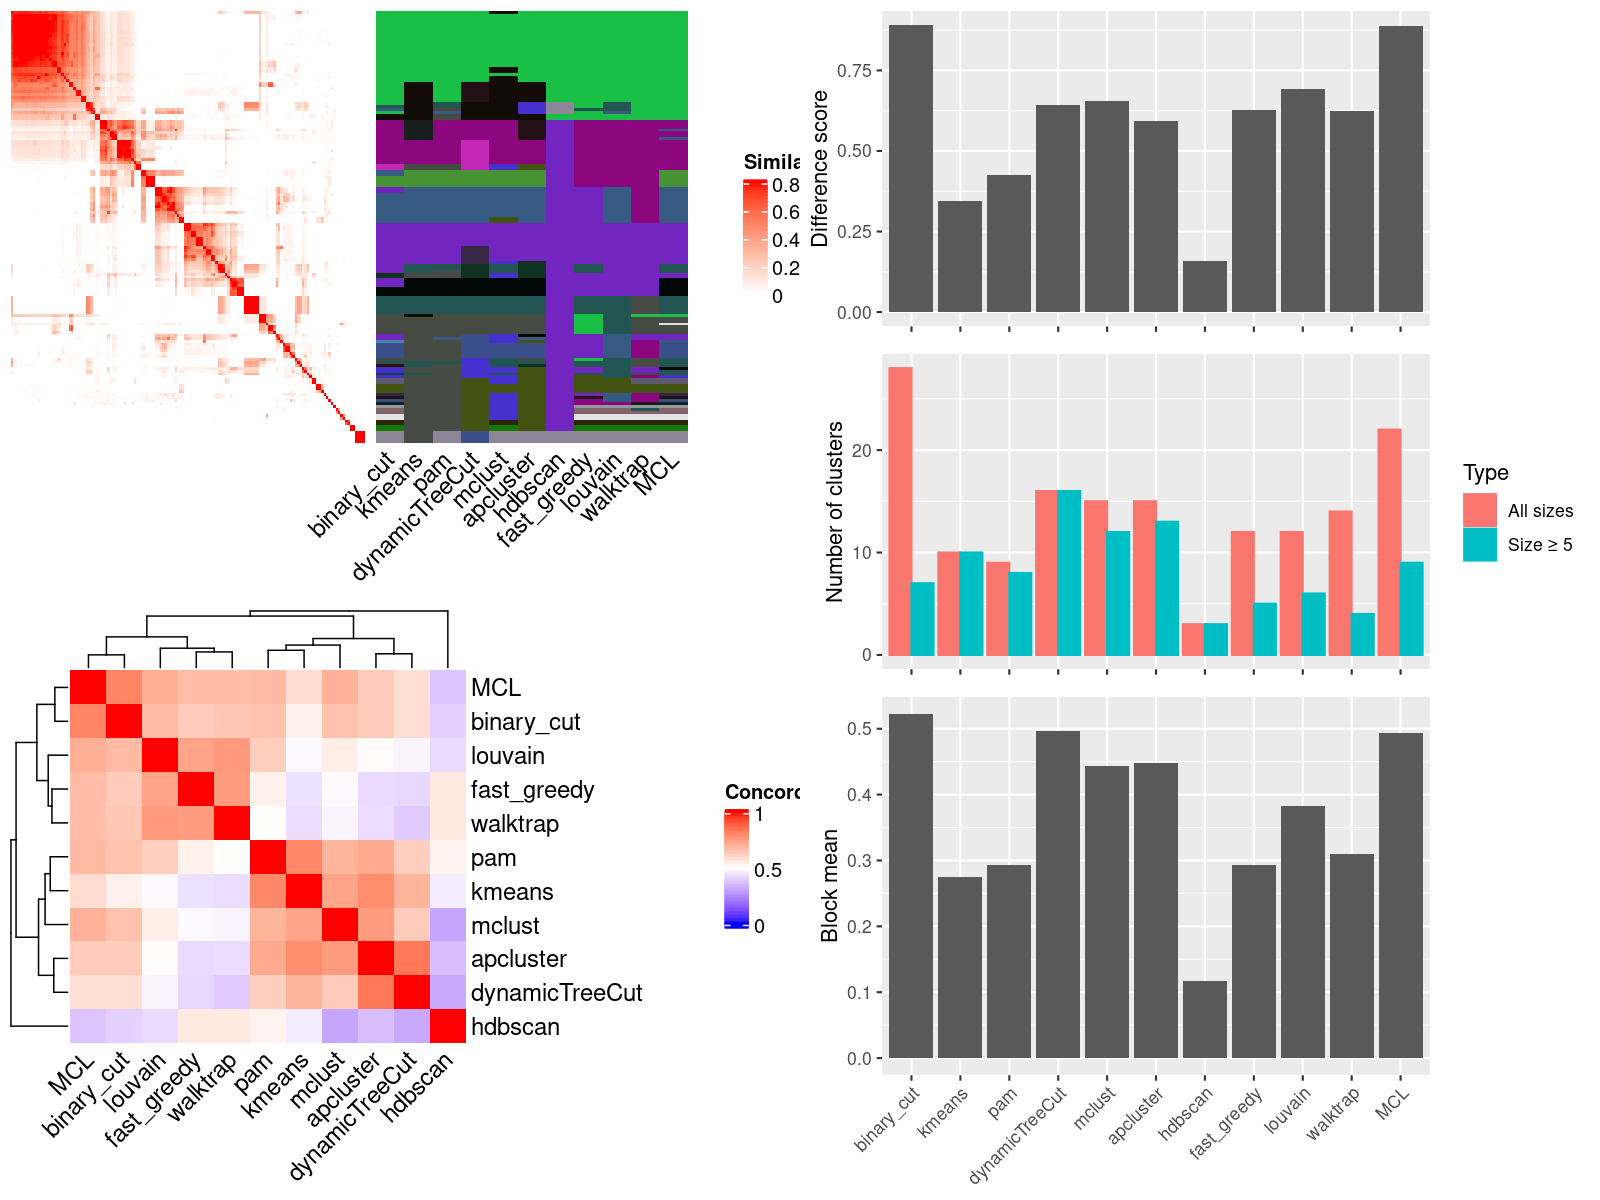 Simila
0.8
0.6
0.4
0.2
0
binary_cut
kmeans
pam
dynamicTreeCut
mclust
apcluster
hdbscan
fast_greedy
louvain
walktrap
MCL
Difference score
0.75
0.50
0.25
0.00
Number of clusters
20
10
0
Type
All sizes
Size ≥ 5
MCL
binary_cut
louvain
fast_greedy
walktrap
pam
kmeans
mclust
apcluster
dynamicTreeCut
hdbscan
MCL
binary_cut
louvain
fast_greedy
walktrap
pam
kmeans
mclust
apcluster
dynamicTreeCut
hdbscan
Concord
1
0.5
0
Block mean
0.5
0.4
0.3
0.2
0.1
0.0
binary_cut
kmeans
pam
dynamicTreeCut
mclust
apcluster
hdbscan
fast_greedy
louvain
walktrap
MCL